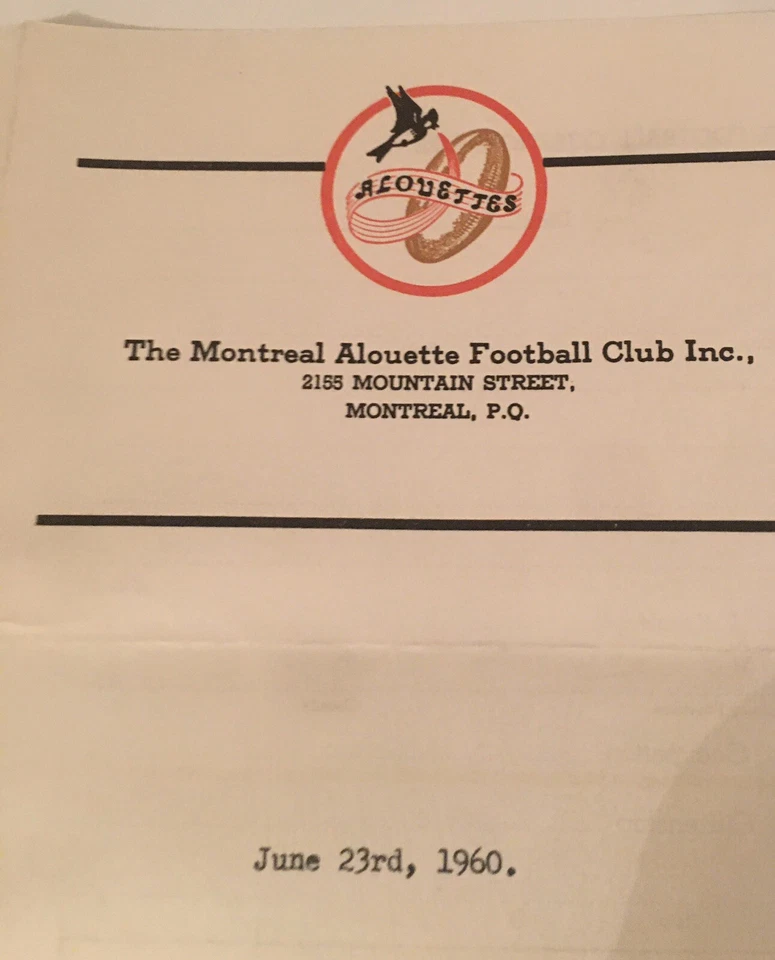 ALOUETTES
The Montreal Alouette Football Club Inc.,
2155 MOUNTAIN STREET,
MONTREAL, P.Q.
June 23rd, 1960.